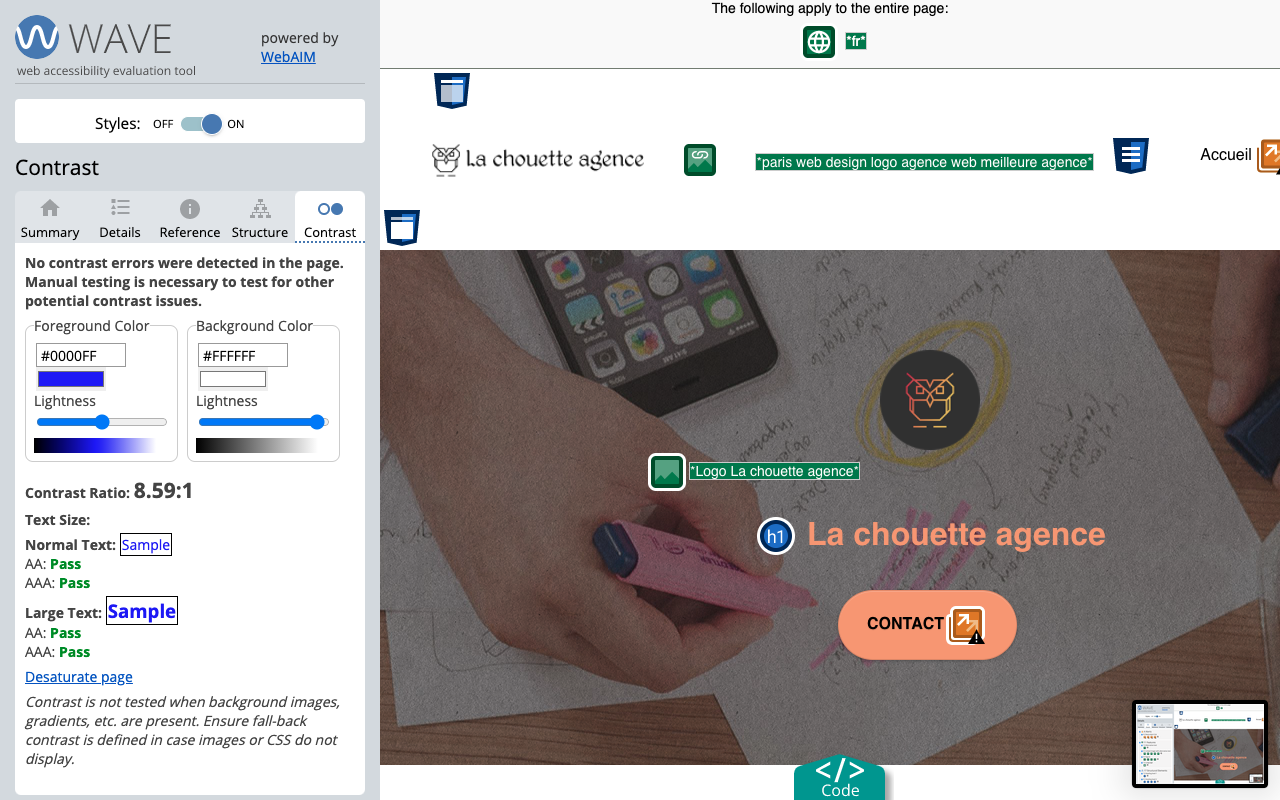 WAVE
powered by
WebAIM
web accessibility evaluation tool
Styles: OFF ON
Contrast
Summary Details Reference Structure Contrast
No contrast errors were detected in the page.
Manual testing is necessary to test for other
potential contrast issues.
Foreground Color Background Color
#0000FF #FFFFFF
Lightness Lightness
Contrast Ratio: 8.59:1
Text Size:
Normal Text: Sample
AA: Pass
AAA: Pass
Large Text: Sample
AA: Pass
AAA: Pass
Desaturate page
Contrast is not tested when background images,
gradients, etc. are present. Ensure fall-back
contrast is defined in case images or CSS do not
display.
The following apply to the entire page:
*fr*
La chouette agence
*paris web design logo agence web meilleure agence*
Accueil
*Logo La chouette agence*
h1 La chouette agence
CONTACT
</> 
Code